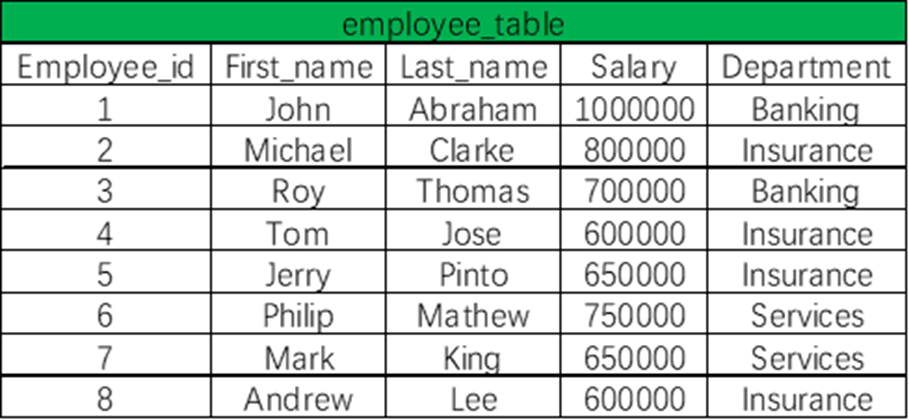 employee_table
Employee_id First_name Last_name Salary Department
1 John Abraham 1000000 Banking
2 Michael Clarke 800000 Insurance
3 Roy Thomas 700000 Banking
4 Tom Jose 600000 Insurance
5 Jerry Pinto 650000 Insurance
6 Philip Mathew 750000 Services
7 Mark King 650000 Services
8 Andrew Lee 600000 Insurance